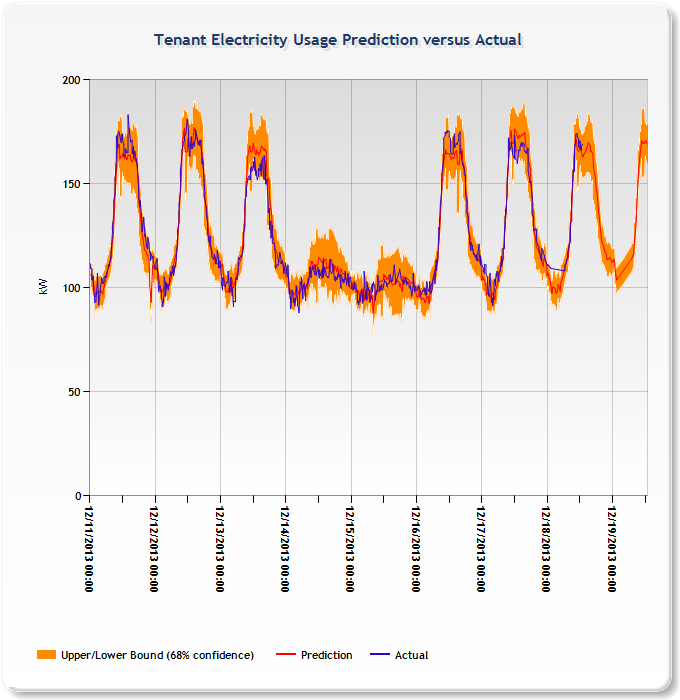 Tenant Electricity Usage Prediction versus Actual
200
150
100
50
0
kW
12/11/2013 00:00
12/12/2013 00:00
12/13/2013 00:00
12/14/2013 00:00
12/15/2013 00:00
12/16/2013 00:00
12/17/2013 00:00
12/18/2013 00:00
12/19/2013 00:00
Upper/Lower Bound (68% confidence)
Prediction
Actual